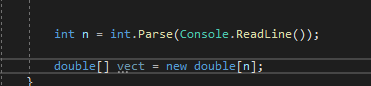 int n = int.Parse(Console.ReadLine());
double[] vect = new double[n];
}